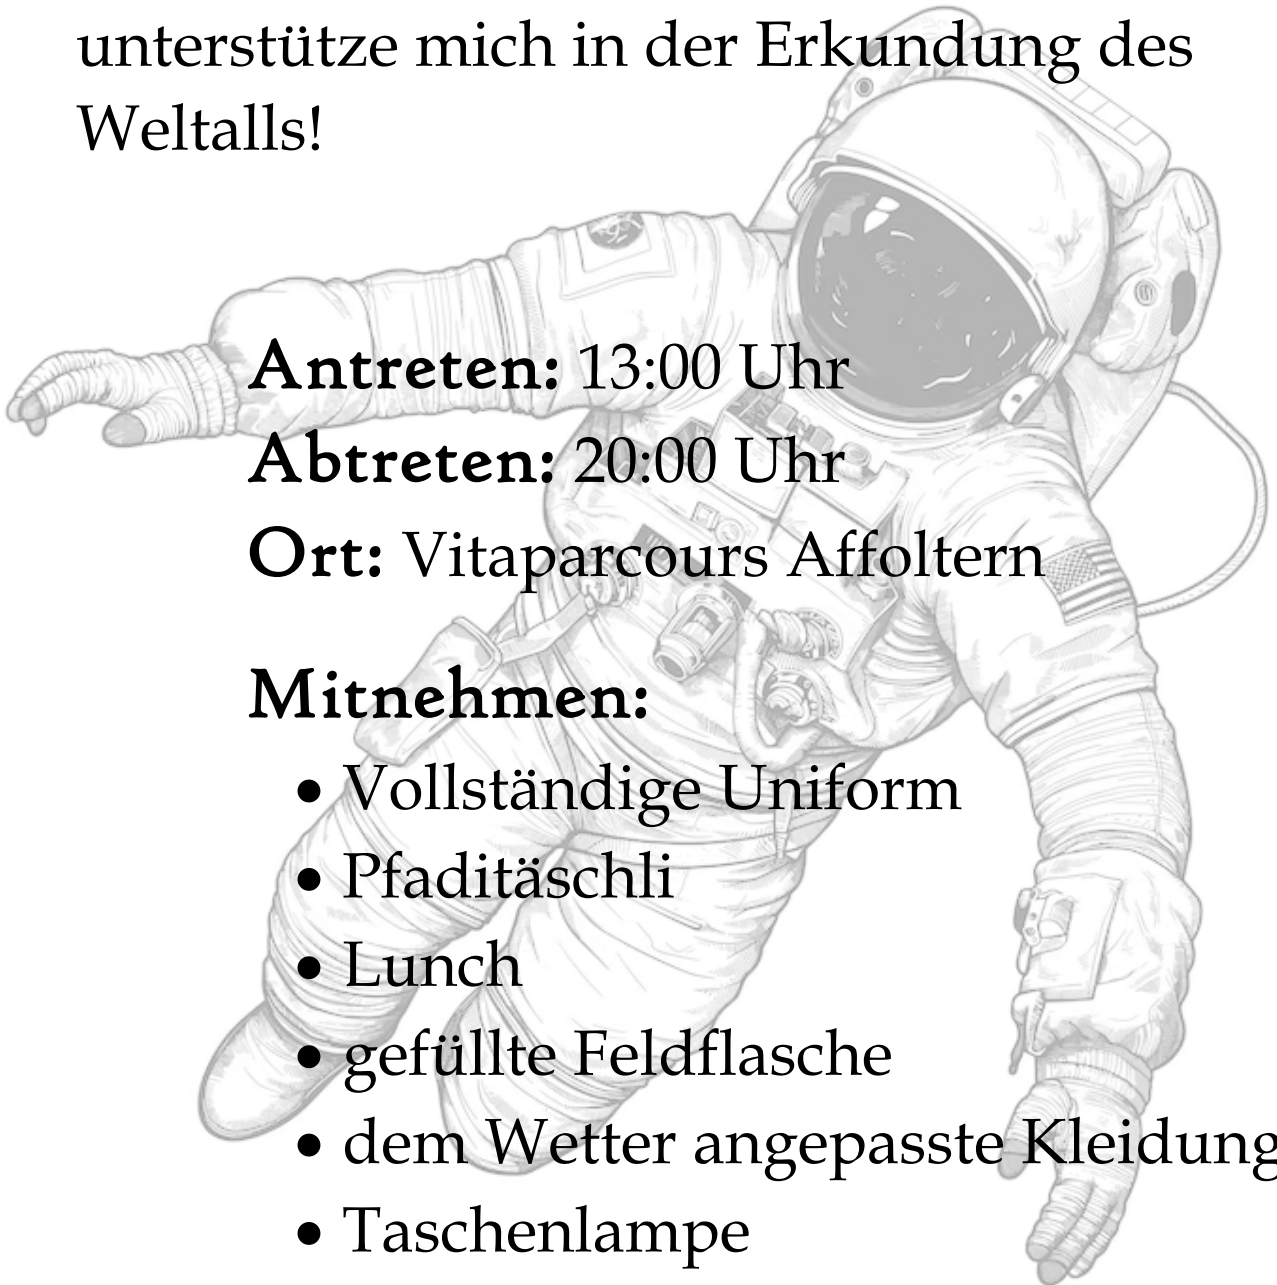 unterstütze mich in der Erkundung des
Weltalls!
Antreten: 13:00 Uhr
Abtreten: 20:00 Uhr
Ort: Vitaparcours Affoltern
Mitnehmen:
• Vollständige Uniform
• Pfaditäschli
• Lunch
• gefüllte Feldflasche
• dem Wetter angepasste Kleidung
• Taschenlampe